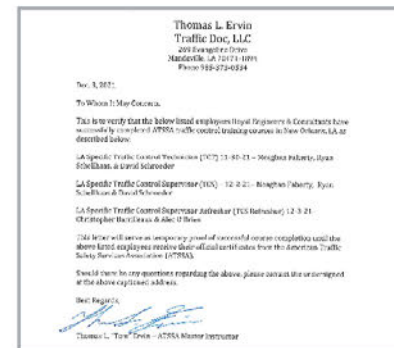 Thomas L. Ervin
Traffic Doc, LLC
269 Evangeline Drive
Mandeville, LA
Phone
Dec. 3, 2021
To Whom It May Concern,
This is to verify that the below listed employees Royal Engineers & Consultants have
successfully completed ATSSA traffic control training courses in New Orleans, LA as
described below:
LA Specific Traffic Control Technician (TCT) 11-30-21 – Meaghan Faherty, Ryan
Schellhaas, & David Schroeder
LA Specific Traffic Control Supervisor (TCS) – 12-2-21 – Meaghan Faherty, Ryan
Schellhaas & David Schroeder
LA Specific Traffic Control Supervisor Refresher (TCS Refresher) 12-3-21
Christopher & Alec O'Brien
This letter will serve as temporary proof of successful course completion until the
above listed employees receive their official certificates from the American Traffic
Safety Services Association (ATSSA).
Should there be any questions regarding the above, please contact the undersigned
at the above captioned address.
Best Regards,
Thomas L. "Tom" Ervin – ATSSA Master Instructor